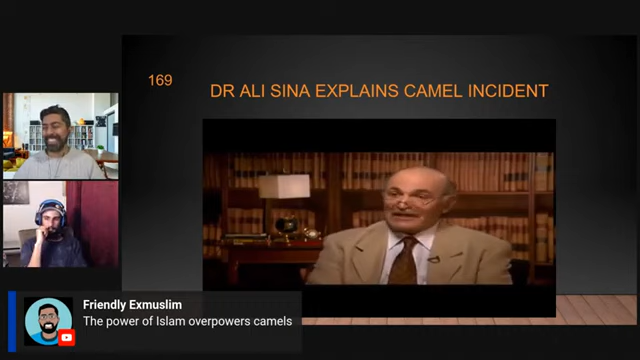 169
DR ALI SINA EXPLAINS CAMEL INCIDENT
Friendly Exmuslim
The power of Islam overpowers camels